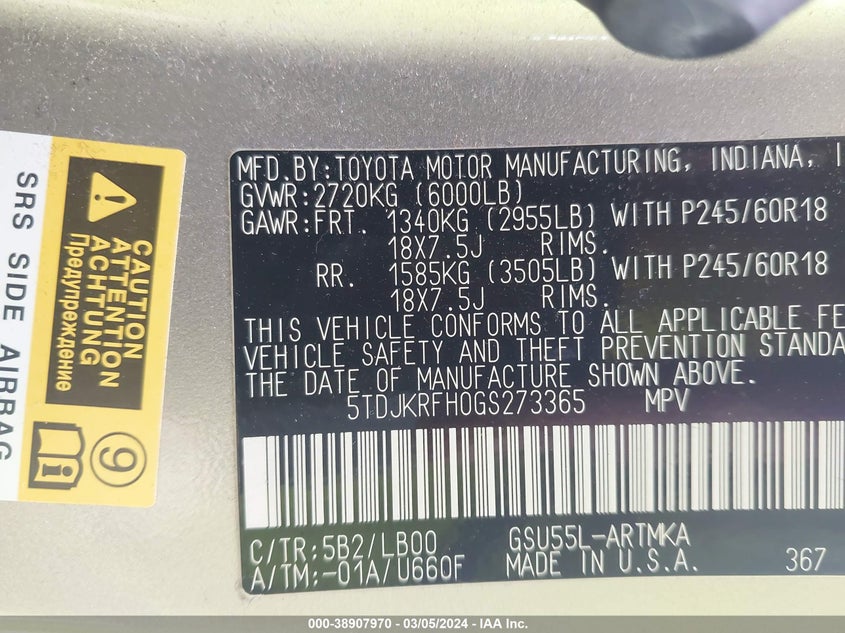 MFD.BY:TOYOTA MOTOR MANUFACTURING, INDIANA,
GVWR:2720KG (6000LB)
GAWR:FRT. 1340KG (2955LB) WITH P245/60R18
18X7.5J RIMS.
RR. 1585KG (3505LB) WITH P245/60R18
18X7.5J RIMS.
THIS VEHICLE CONFORMS TO ALL APPLICABLE FE
VEHICLE SAFETY AND THEFT PREVENTION STANDA
THE DATE OF MANUFACTURE SHOWN ABOVE.
5TDJKRFH0GS273365 MPV
C/TR:5B2/LB00 GSU55L-ARTMKA
A/TM:-01A/U660F MADE IN U.S.A. 367
SRS SIDE AIRBAG
CAUTION
ATTENTION
ACHTUNG
Предупреждение
9
000-38907970 - 03/05/2024 - IAA Inc.